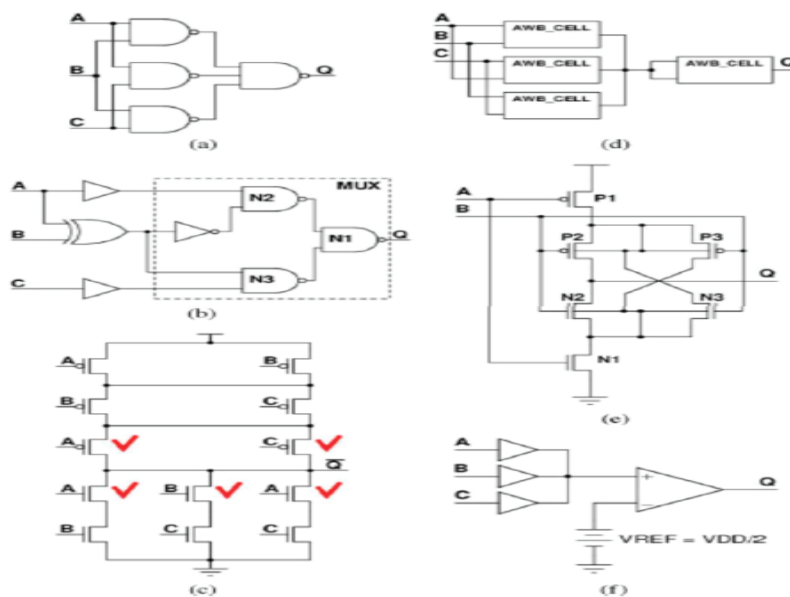 A
B
C
Q
(a)
A
B
C
AWB_CELL
AWB_CELL
AWB_CELL
AWB_CELL
(d)
A
B
C
N2
N3
N1
MUX
Q
(b)
A
B
P1
P2
P3
Q
N2
N3
N1
(e)
A
B
B
C
A
C
Q
A
B
A
B
C
C
(c)
A
B
C
+
−
Q
VREF = VDD/2
(f)